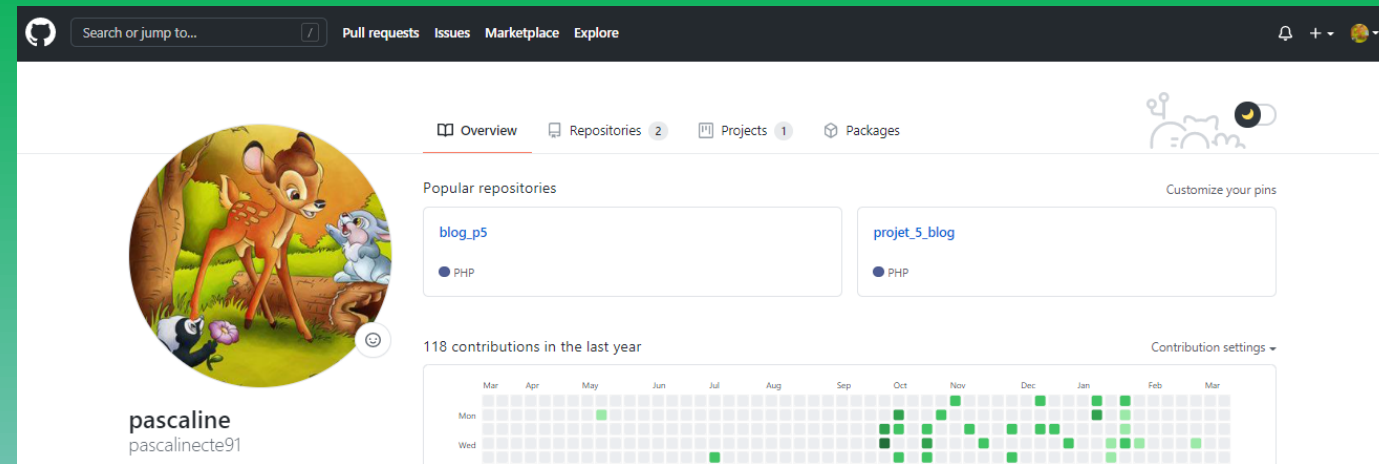 Search or jump to... / Pull requests Issues Marketplace Explore
Overview Repositories 2 Projects 1 Packages
Popular repositories Customize your pins
blog_p5 projet_5_blog
PHP PHP
118 contributions in the last year Contribution settings
Mar Apr May Jun Jul Aug Sep Oct Nov Dec Jan Feb Mar
Mon
Wed
pascaline
pascalinecte91